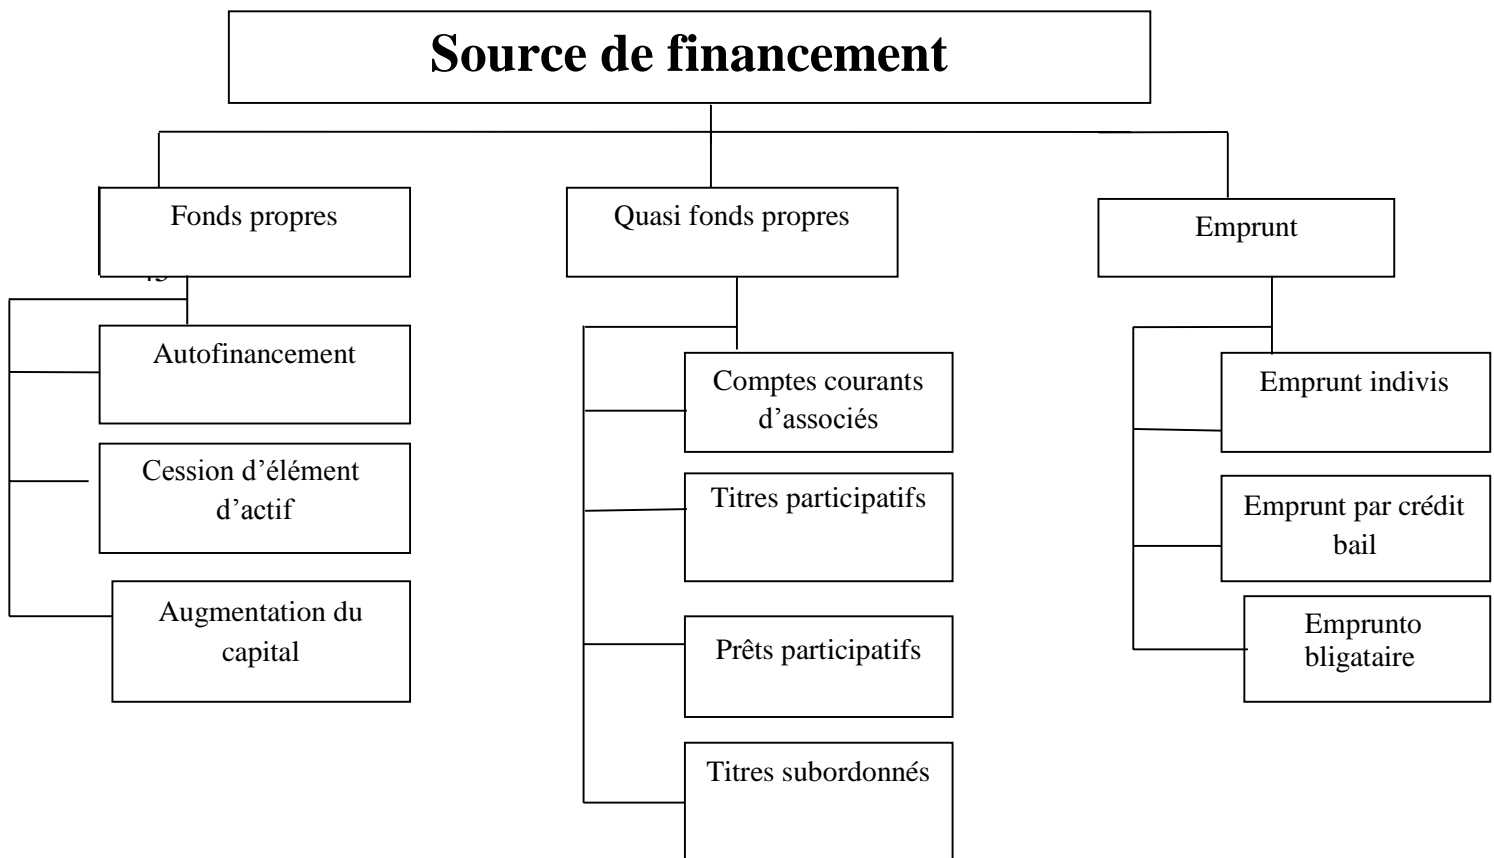 Source de financement
Fonds propres
Autofinancement
Cession d’élément
d’actif
Augmentation du
capital
Quasi fonds propres
Comptes courants
d’associés
Titres participatifs
Prêts participatifs
Titres subordonnés
Emprunt
Emprunt indivis
Emprunt par crédit
bail
Emprunto
bligataire